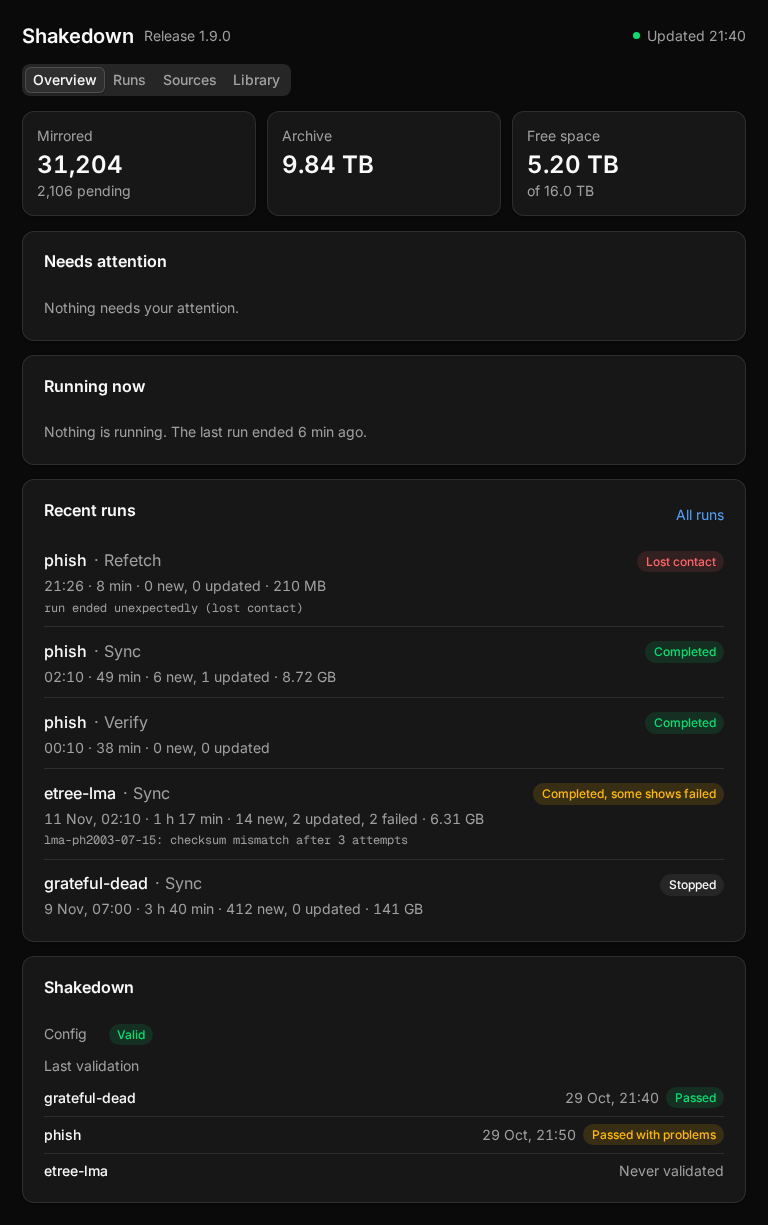 Shakedown Release 1.9.0
Updated 21:40
Overview Runs Sources Library
Mirrored
31,204
2,106 pending
Archive
9.84 TB
Free space
5.20 TB
of 16.0 TB
Needs attention
Nothing needs your attention.
Running now
Nothing is running. The last run ended 6 min ago.
Recent runs
All runs
phish · Refetch
Lost contact
21:26 · 8 min · 0 new, 0 updated · 210 MB
run ended unexpectedly (lost contact)
phish · Sync
Completed
02:10 · 49 min · 6 new, 1 updated · 8.72 GB
phish · Verify
Completed
00:10 · 38 min · 0 new, 0 updated
etree-lma · Sync
Completed, some shows failed
11 Nov, 02:10 · 1 h 17 min · 14 new, 2 updated, 2 failed · 6.31 GB
lma-ph2003-07-15: checksum mismatch after 3 attempts
grateful-dead · Sync
Stopped
9 Nov, 07:00 · 3 h 40 min · 412 new, 0 updated · 141 GB
Shakedown
Config Valid
Last validation
grateful-dead 29 Oct, 21:40 Passed
phish 29 Oct, 21:50 Passed with problems
etree-lma Never validated